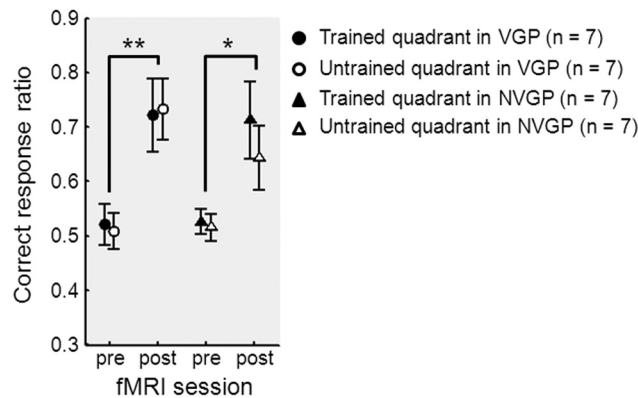 0.9
0.8
0.7
0.6
0.5
0.4
0.3
Correct response ratio
** *
pre post pre post
fMRI session
Trained quadrant in VGP (n = 7)
Untrained quadrant in VGP (n = 7)
Trained quadrant in NVGP (n = 7)
Untrained quadrant in NVGP (n = 7)